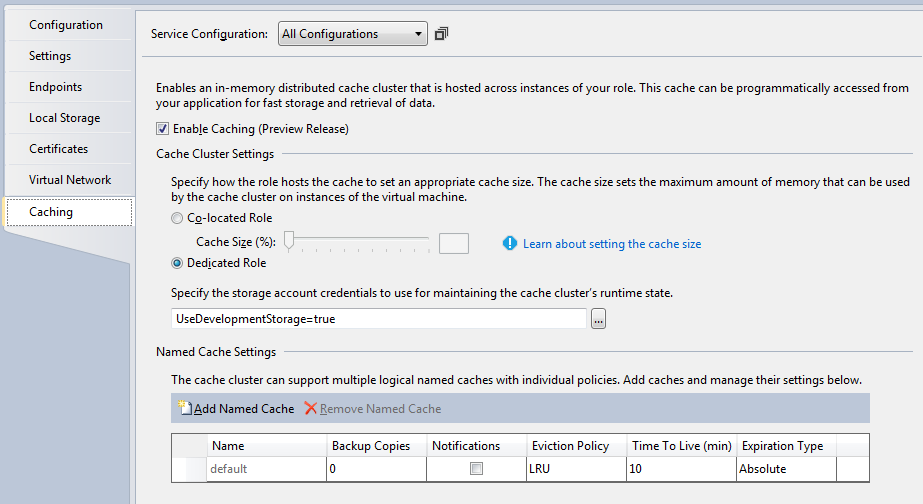 Configuration
Settings
Endpoints
Local Storage
Certificates
Virtual Network
Caching
Service Configuration: All Configurations
Enables an in-memory distributed cache cluster that is hosted across instances of your role. This cache can be programmatically accessed from
your application for fast storage and retrieval of data.
Enable Caching (Preview Release)
Cache Cluster Settings
Specify how the role hosts the cache to set an appropriate cache size. The cache size sets the maximum amount of memory that can be used
by the cache cluster on instances of the virtual machine.
Co-located Role
Cache Size (%): Learn about setting the cache size
Dedicated Role
Specify the storage account credentials to use for maintaining the cache cluster's runtime state.
UseDevelopmentStorage=true ...
Named Cache Settings
The cache cluster can support multiple logical named caches with individual policies. Add caches and manage their settings below.
Add Named Cache Remove Named Cache
Name Backup Copies Notifications Eviction Policy Time To Live (min) Expiration Type
default 0 LRU 10 Absolute